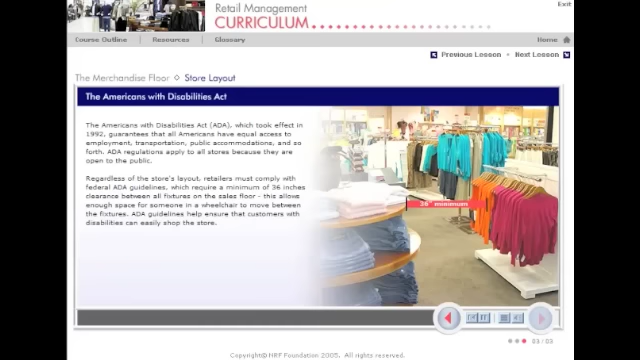 Retail Management
Exit
CURRICULUM
Course Outline Resources Glossary Home
Previous Lesson Next Lesson
The Merchandise Floor ◇ Store Layout
The Americans with Disabilities Act
The Americans with Disabilities Act (ADA), which took effect in
1992, guarantees that all Americans have equal access to
employment, transportation, public accommodations, and so
forth. ADA regulations apply to all stores because they are
open to the public.
Regardless of the store's layout, retailers must comply with
federal ADA guidelines, which require a minimum of 36 inches
clearance between all fixtures on the sales floor - this allows
enough space for someone in a wheelchair to move between
the fixtures. ADA guidelines help ensure that customers with
disabilities can easily shop the store.
36" minimum
03 / 03
Copyright© NRF Foundation 2005. All rights reserved.